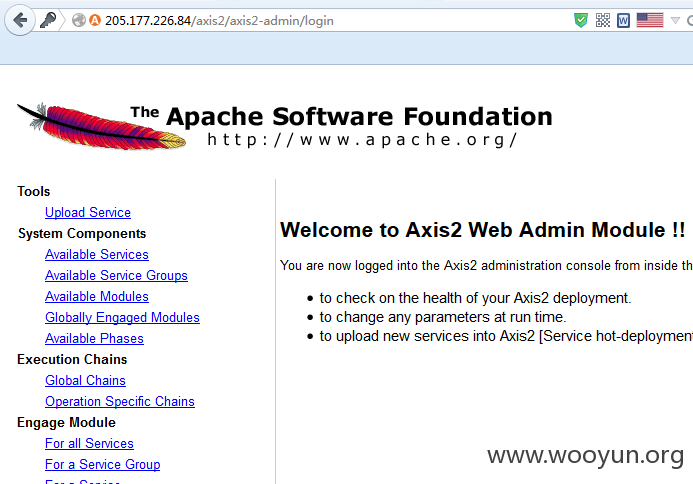 205.177.226.84/axis2/axis2-admin/login
The Apache Software Foundation
http://www.apache.org/
Tools
Upload Service
System Components
Available Services
Available Service Groups
Available Modules
Globally Engaged Modules
Available Phases
Execution Chains
Global Chains
Operation Specific Chains
Engage Module
For all Services
For a Service Group
Welcome to Axis2 Web Admin Module !!
You are now logged into the Axis2 administration console from inside th
to check on the health of your Axis2 deployment.
to change any parameters at run time.
to upload new services into Axis2 [Service hot-deployment
www.wooyun.org